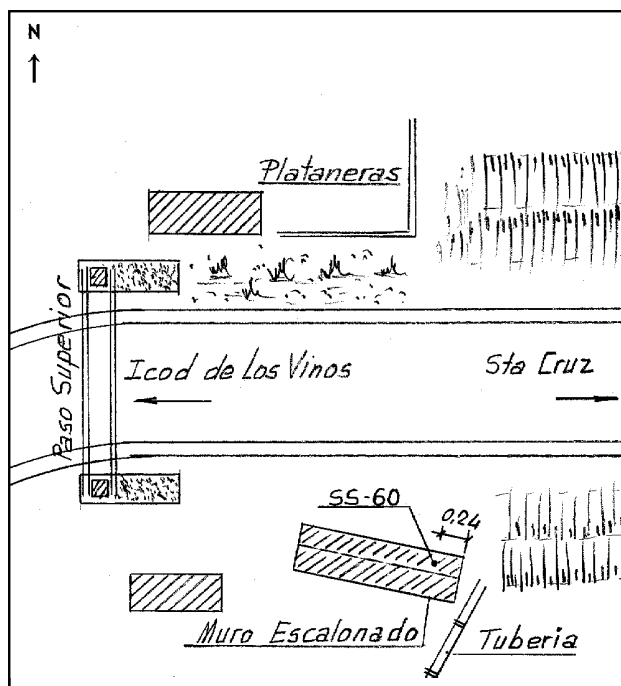 N
Plataneras
Paso Superior
Icod de Los Vinos
Sta Cruz
SS-60
0,24
Muro Escalonado
Tuberia